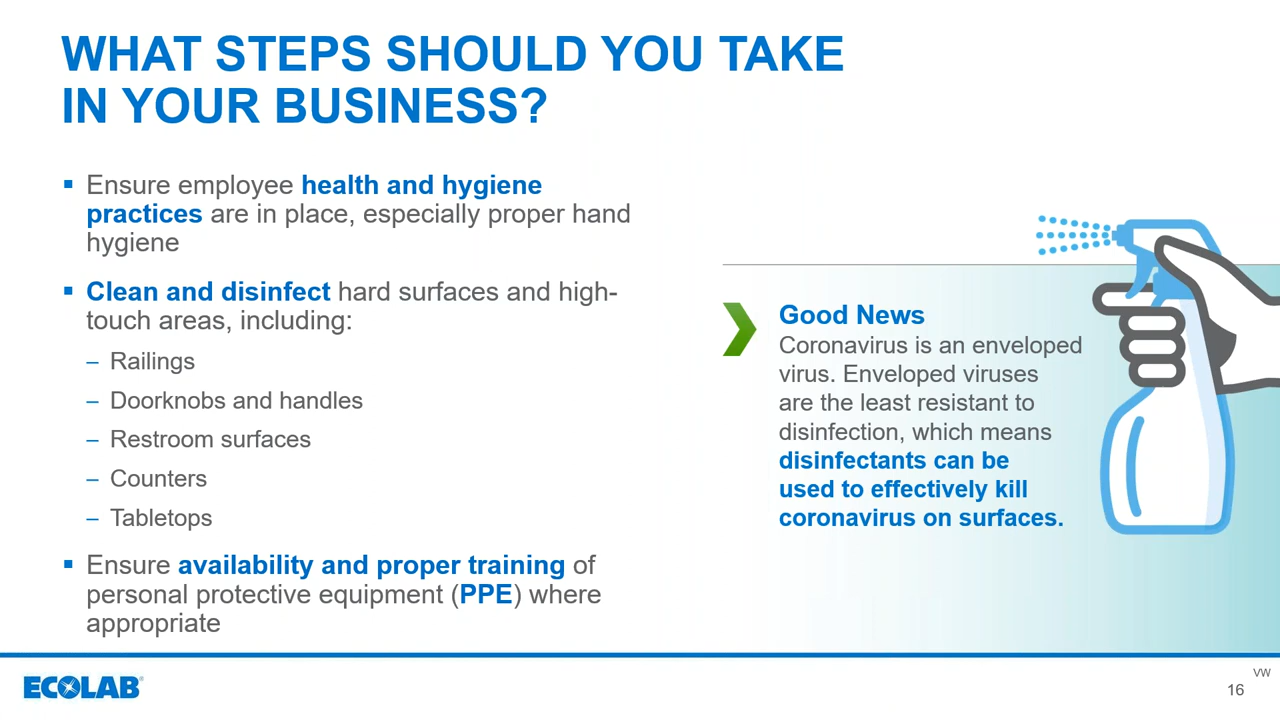 WHAT STEPS SHOULD YOU TAKE
IN YOUR BUSINESS?
▪ Ensure employee health and hygiene
practices are in place, especially proper hand
hygiene
▪ Clean and disinfect hard surfaces and high-
touch areas, including:
– Railings
– Doorknobs and handles
– Restroom surfaces
– Counters
– Tabletops
▪ Ensure availability and proper training of
personal protective equipment (PPE) where
appropriate
Good News
Coronavirus is an enveloped
virus. Enveloped viruses
are the least resistant to
disinfection, which means
disinfectants can be
used to effectively kill
coronavirus on surfaces.
ECOLAB®
VW
16